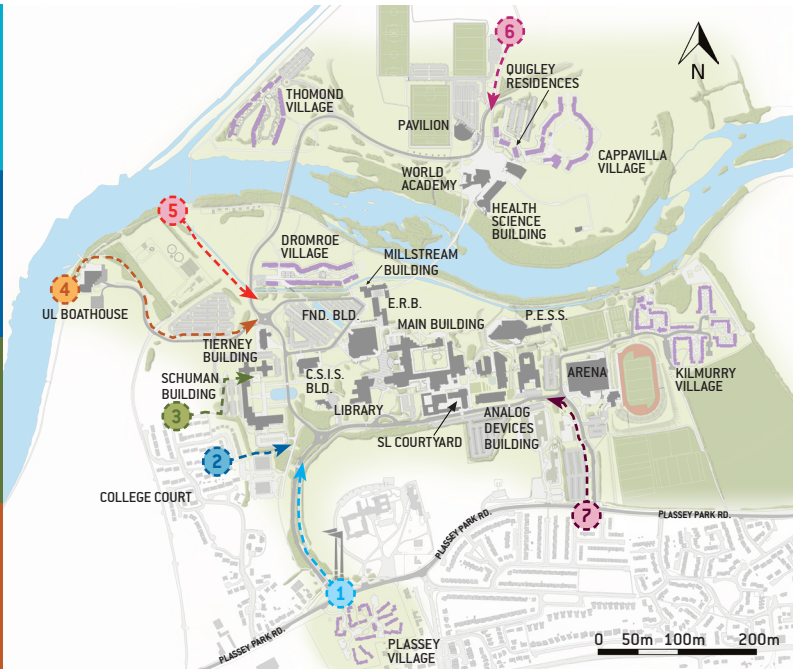 6
N
QUIGLEY
RESIDENCES
THOMOND
VILLAGE
PAVILION
CAPPAVILLA
VILLAGE
WORLD
ACADEMY
HEALTH
SCIENCE
BUILDING
5
DROMROE
VILLAGE
MILLSTREAM
BUILDING
4
UL BOATHOUSE
FND. BLD.
E.R.B.
MAIN BUILDING
P.E.S.S.
TIERNEY
BUILDING
SCHUMAN
BUILDING
C.S.I.S.
BLD.
ARENA
KILMURRY
VILLAGE
3
LIBRARY
SL COURTYARD
ANALOG
DEVICES
BUILDING
2
COLLEGE COURT
7
PLASSEY PARK RD.
PLASSEY PARK RD.
1
PLASSEY PARK RD.
PLASSEY
VILLAGE
0 50m 100m 200m